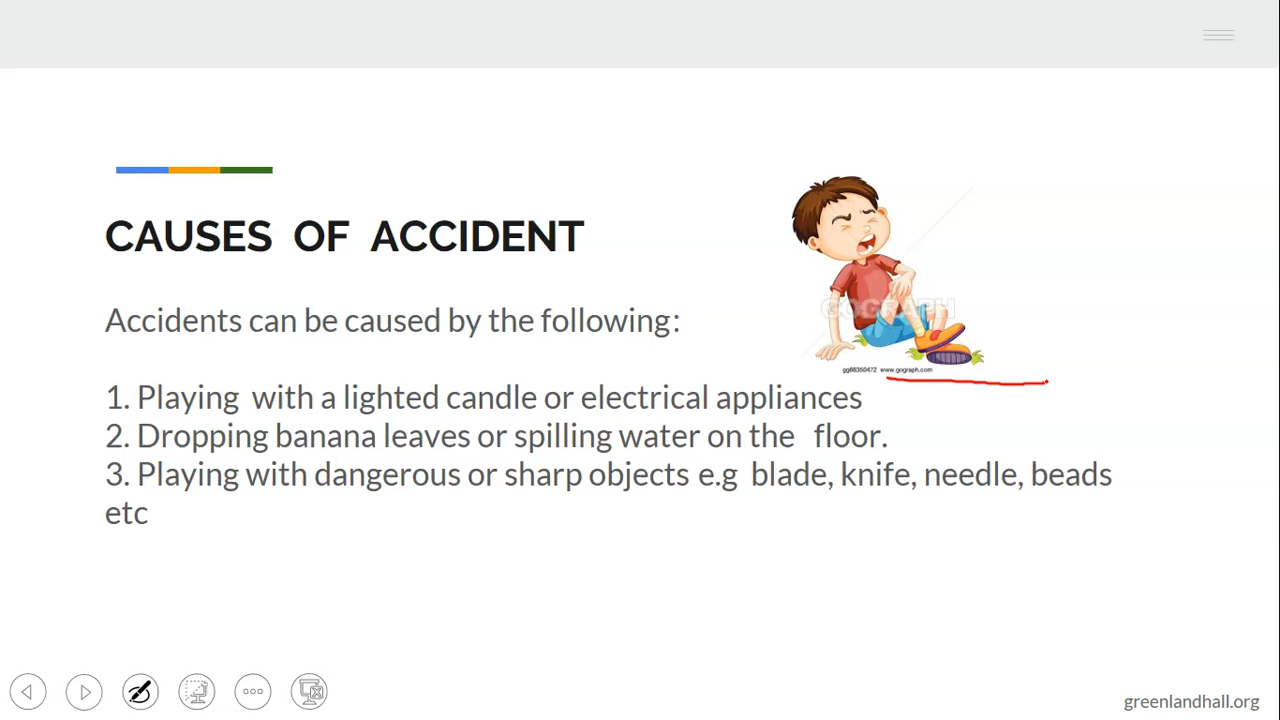 CAUSES OF ACCIDENT
GOGRAPH
gg88350472 www.gograph.com
Accidents can be caused by the following:
1. Playing with a lighted candle or electrical appliances
2. Dropping banana leaves or spilling water on the floor.
3. Playing with dangerous or sharp objects e.g blade, knife, needle, beads
etc
greenlandhall.org